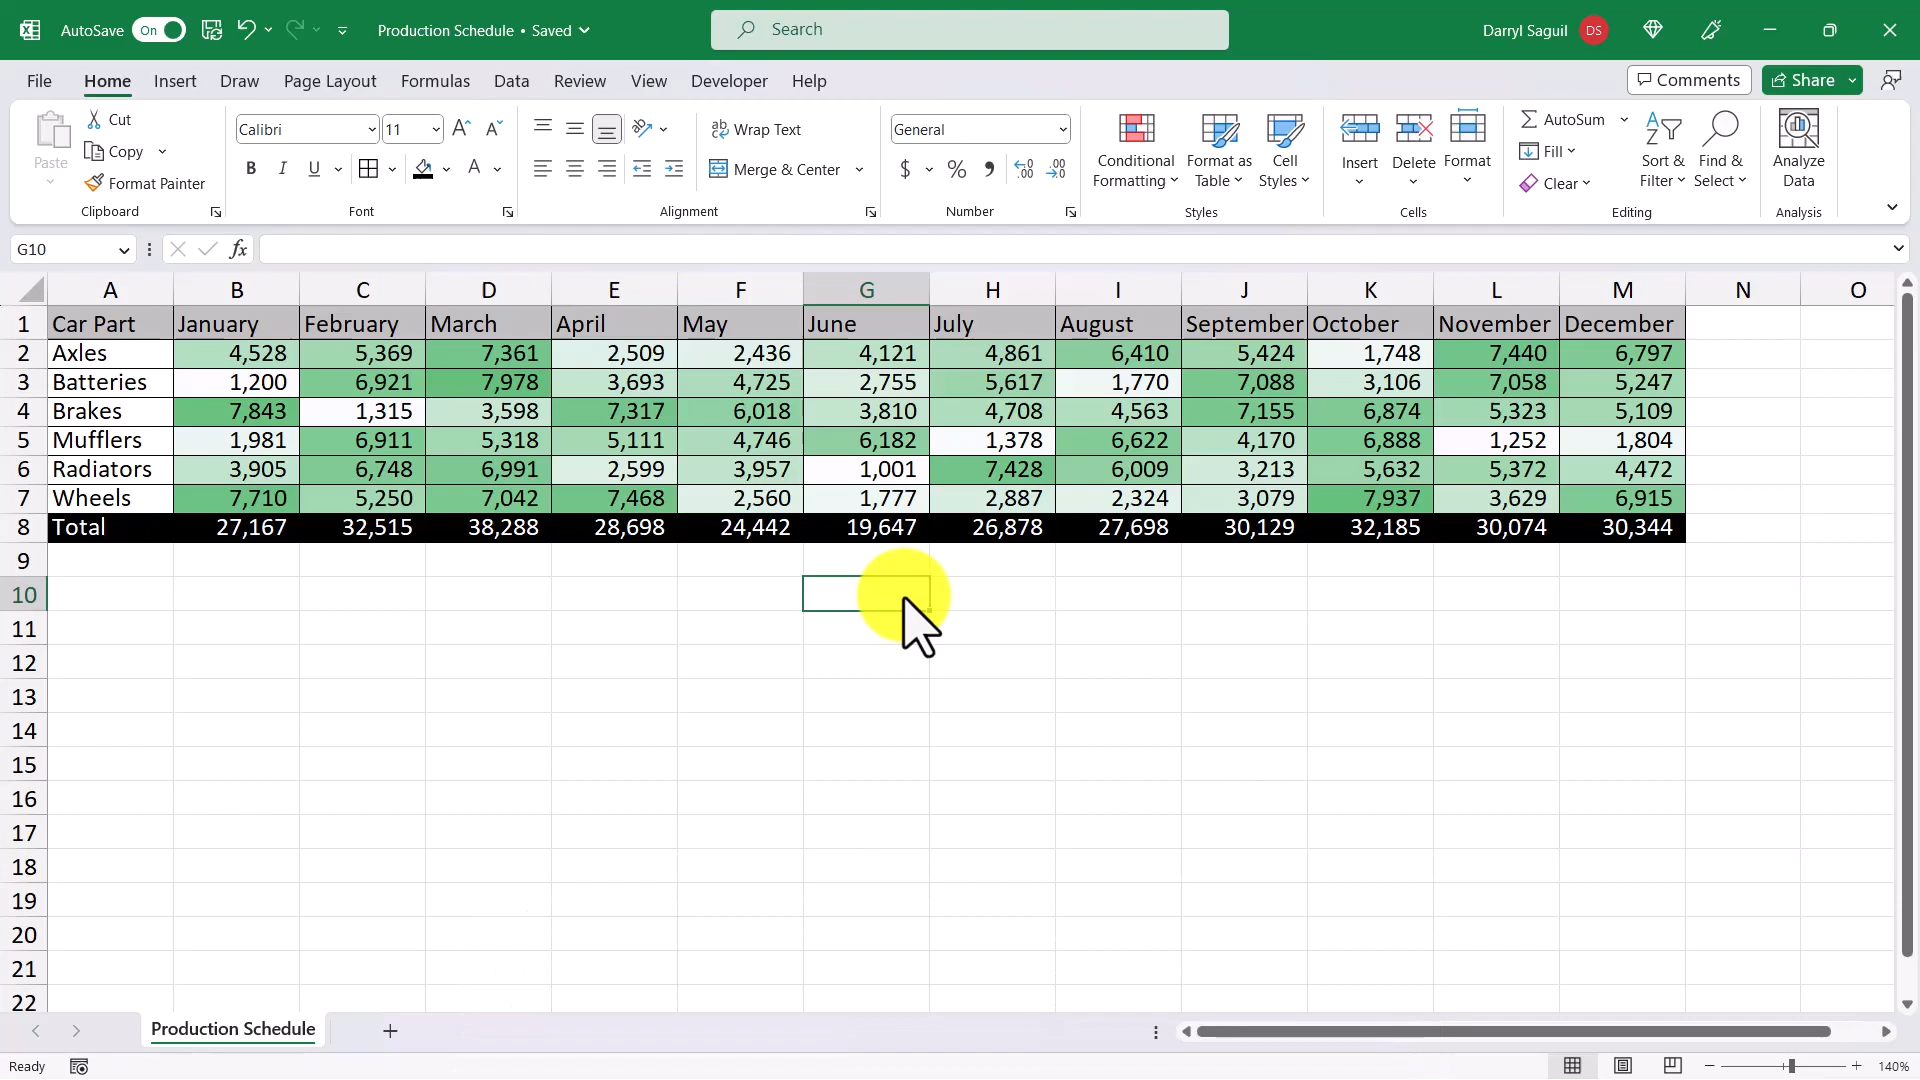 AutoSave On Production Schedule • Saved Search Darryl Saguil DS
File Home Insert Draw Page Layout Formulas Data Review View Developer Help Comments Share
Paste
Cut
Copy
Format Painter
Clipboard
Calibri 11
B I U A
Font
Wrap Text
Merge & Center
Alignment
General
$ % 9 .00
Number
Conditional Formatting
Format as Table
Cell Styles
Styles
Insert Delete Format
Cells
AutoSum
Fill
Clear
Sort & Filter
Find & Select
Editing
Analyze Data
Analysis
G10 fx
A B C D E F G H I J K L M N O
1 Car Part January February March April May June July August September October November December
2 Axles 4,528 5,369 7,361 2,509 2,436 4,121 4,861 6,410 5,424 1,748 7,440 6,797
3 Batteries 1,200 6,921 7,978 3,693 4,725 2,755 5,617 1,770 7,088 3,106 7,058 5,247
4 Brakes 7,843 1,315 3,598 7,317 6,018 3,810 4,708 4,563 7,155 6,874 5,323 5,109
5 Mufflers 1,981 6,911 5,318 5,111 4,746 6,182 1,378 6,622 4,170 6,888 1,252 1,804
6 Radiators 3,905 6,748 6,991 2,599 3,957 1,001 7,428 6,009 3,213 5,632 5,372 4,472
7 Wheels 7,710 5,250 7,042 7,468 2,560 1,777 2,887 2,324 3,079 7,937 3,629 6,915
8 Total 27,167 32,515 38,288 28,698 24,442 19,647 26,878 27,698 30,129 32,185 30,074 30,344
9
10
11
12
13
14
15
16
17
18
19
20
21
22
Production Schedule
Ready 140%